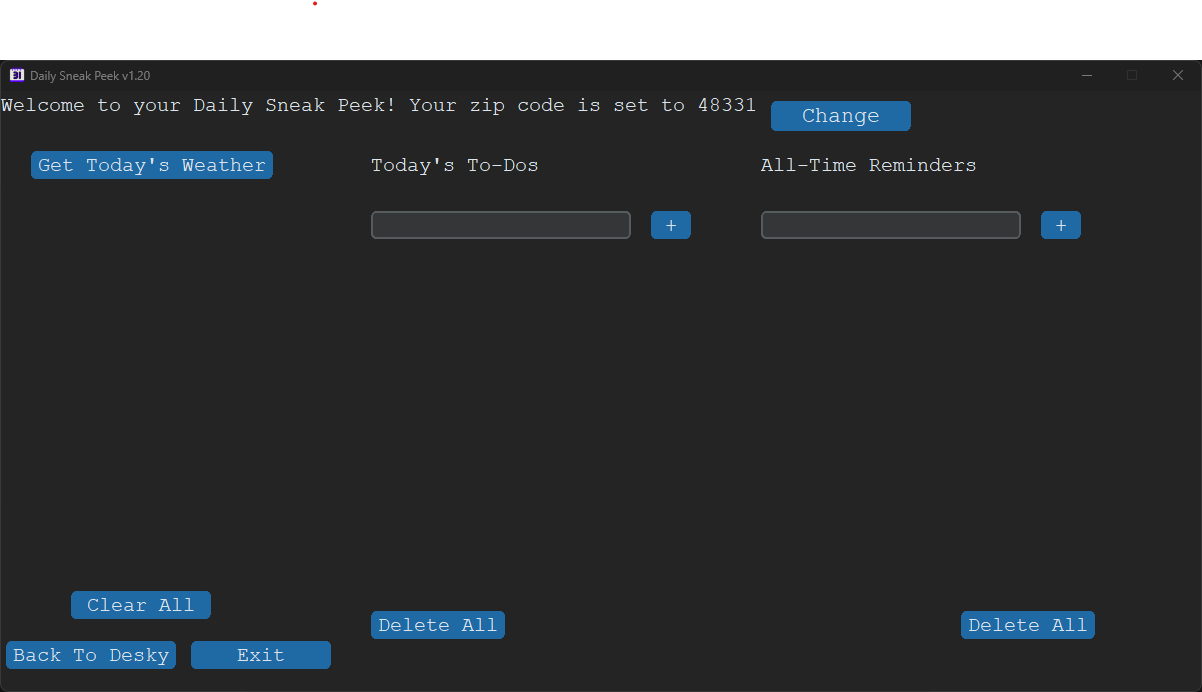 Daily Sneak Peek v1.20
Welcome to your Daily Sneak Peek! Your zip code is set to 48331 Change
Get Today's Weather Today's To-Dos All-Time Reminders
+ +
Clear All
Delete All Delete All
Back To Desky Exit